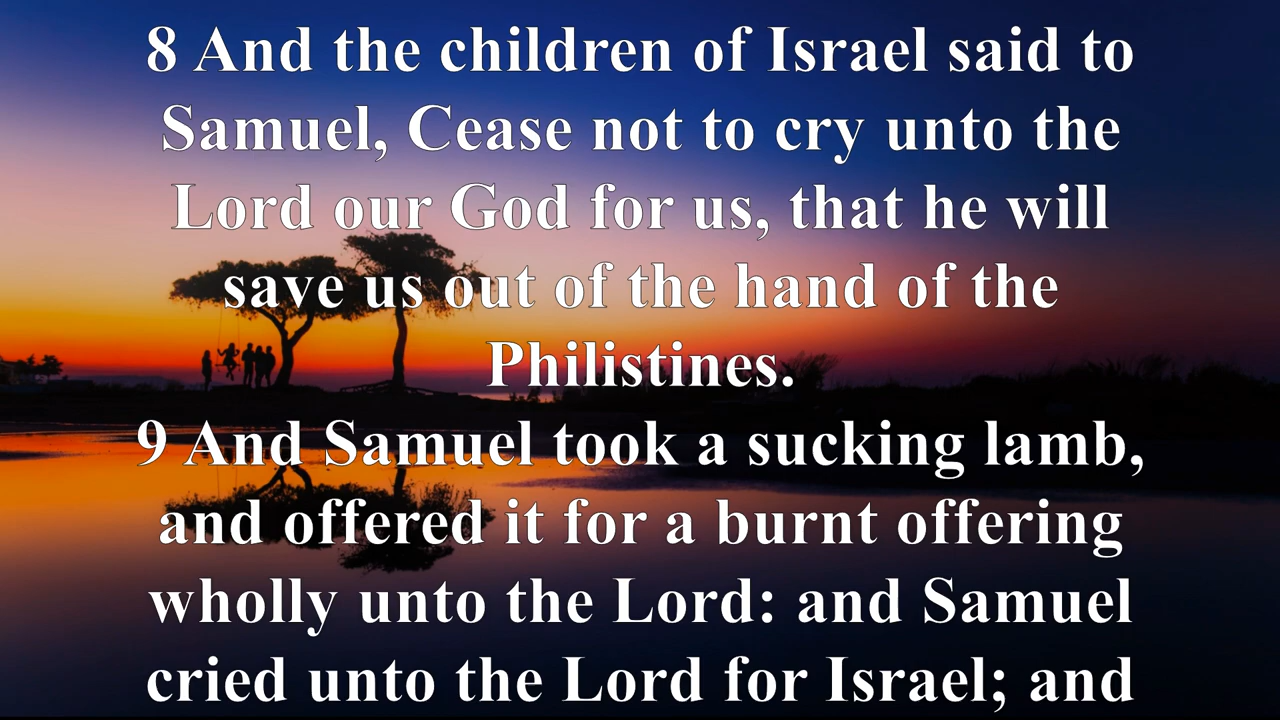 8 And the children of Israel said to
Samuel, Cease not to cry unto the
Lord our God for us, that he will
save us out of the hand of the
Philistines.
9 And Samuel took a sucking lamb,
and offered it for a burnt offering
wholly unto the Lord: and Samuel
cried unto the Lord for Israel; and